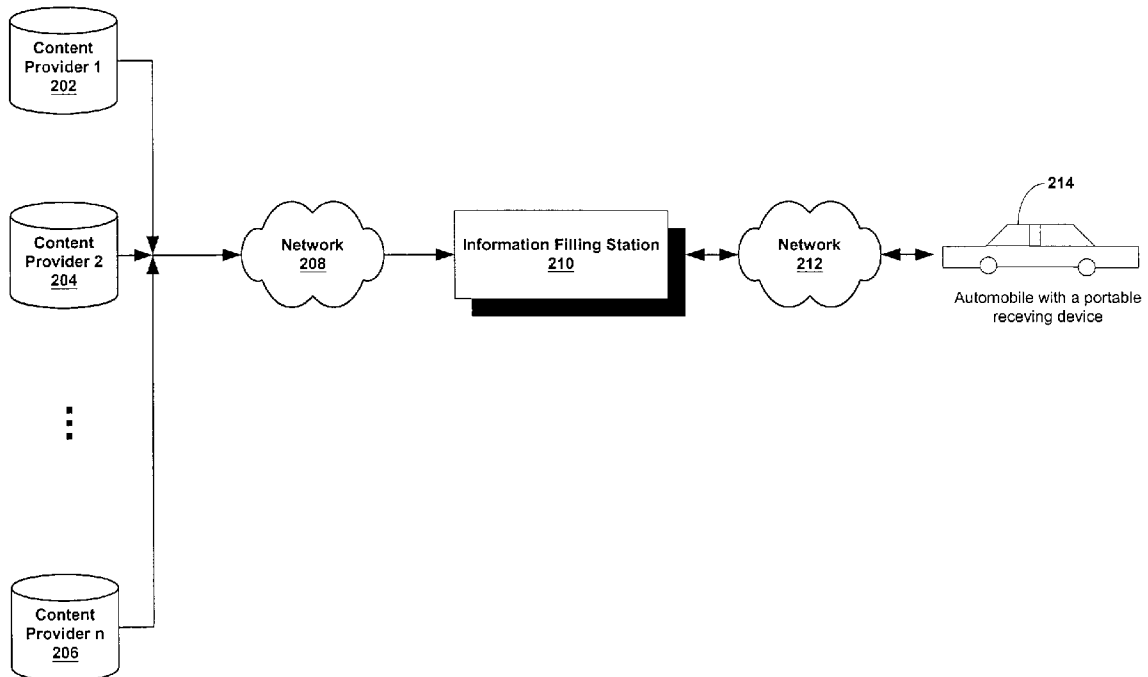 Content
Provider 1
202
Content
Provider 2
204
Network
208
Information Filling Station
210
Network
212
214
Automobile with a portable
receving device
Content
Provider n
206